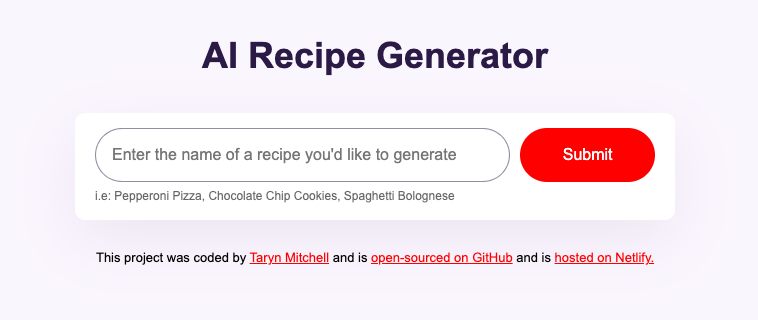 AI Recipe Generator
Enter the name of a recipe you'd like to generate
Submit
i.e: Pepperoni Pizza, Chocolate Chip Cookies, Spaghetti Bolognese
This project was coded by Taryn Mitchell and is open-sourced on GitHub and is hosted on Netlify.